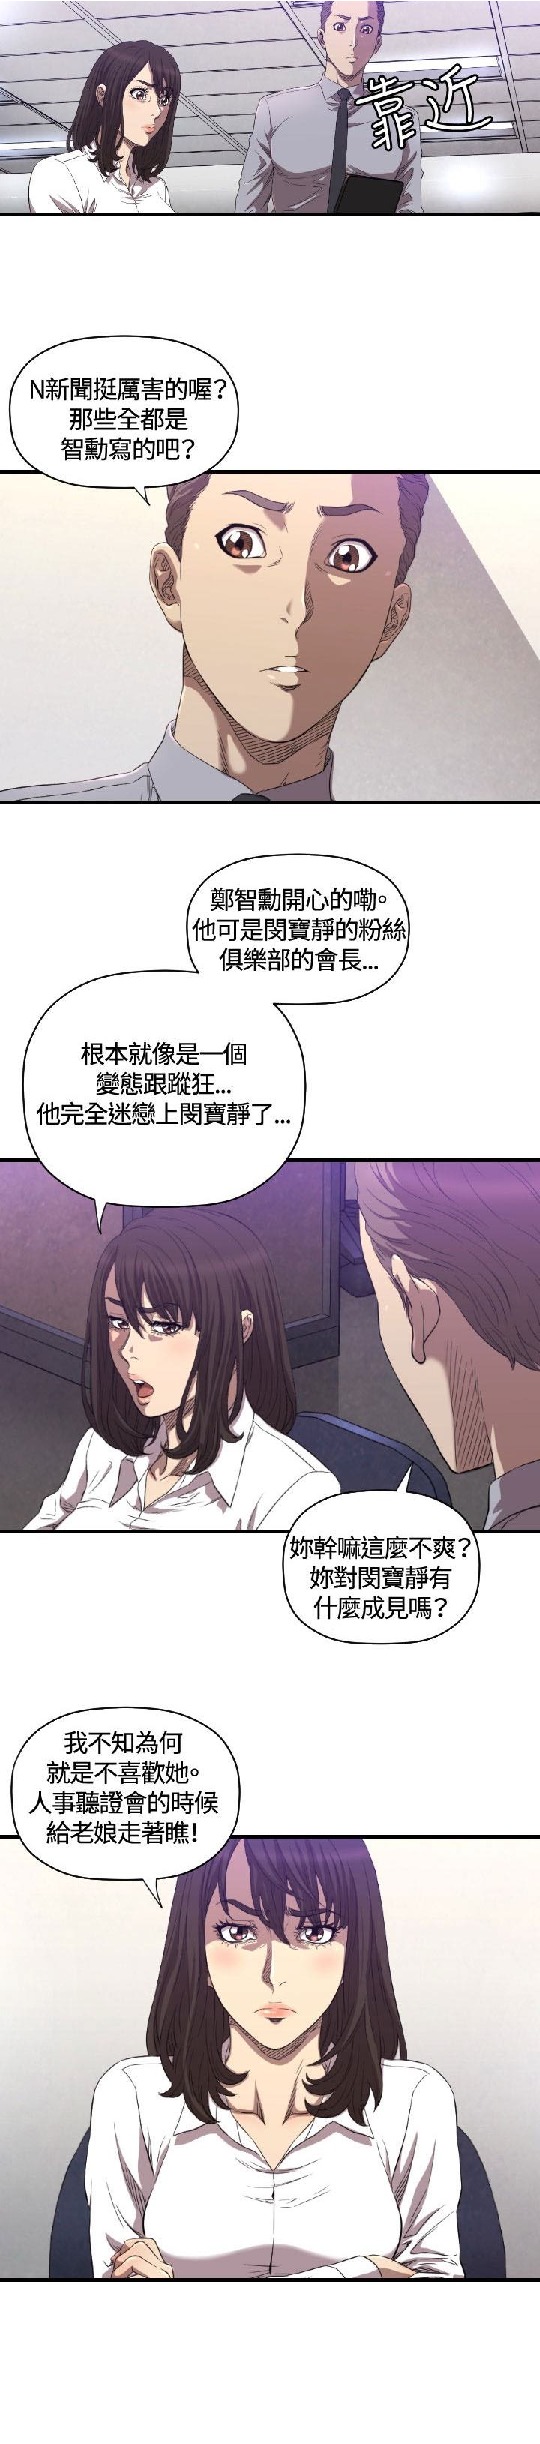 靠近
N新聞挺厲害的喔?
那些全都是
智勳寫的吧?
鄭智勳開心的嘞。
他可是閔寶靜的粉絲
俱樂部的會長...
根本就像是一個
變態跟蹤狂...
他完全迷戀上閔寶靜了...
妳幹嘛這麼不爽?
妳對閔寶靜有
什麼成見嗎?
我不知為何
就是不喜歡她。
人事聽證會的時候
給老娘走著瞧!